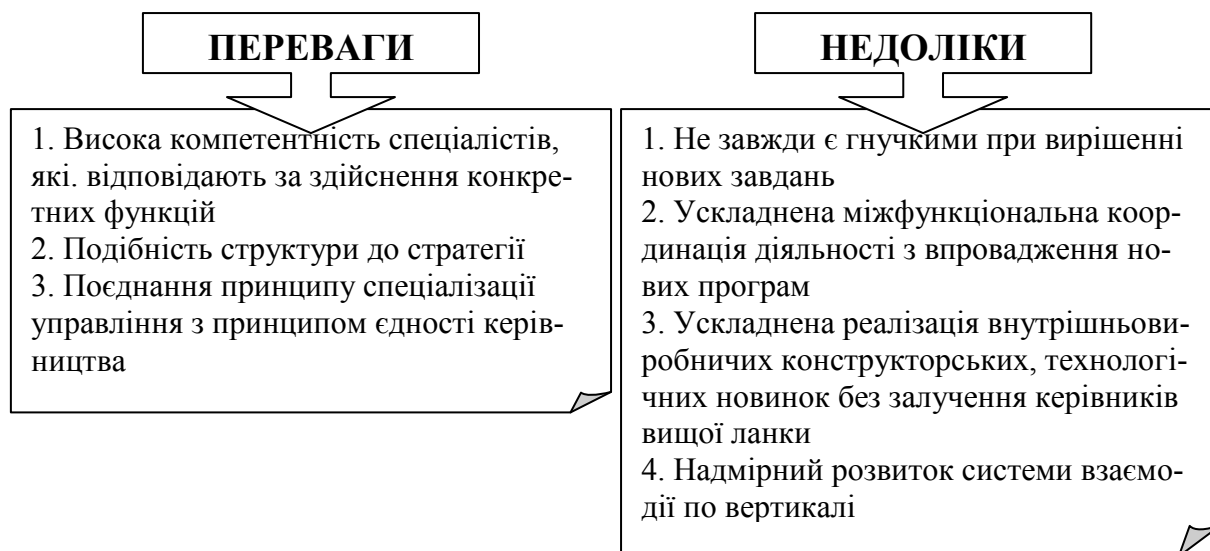 ПЕРЕВАГИ
1. Висока компетентність спеціалістів,
які. відповідають за здійснення конкре-
тних функцій
2. Подібність структури до стратегії
3. Поєднання принципу спеціалізації
управління з принципом єдності керів-
ництва
НЕДОЛІКИ
1. Не завжди є гнучкими при вирішенні
нових завдань
2. Ускладнена міжфункціональна коор-
динація діяльності з впровадження но-
вих програм
3. Ускладнена реалізація внутрішньови-
робничих конструкторських, технологі-
чних новинок без залучення керівників
вищої ланки
4. Надмірний розвиток системи взаємо-
дії по вертикалі